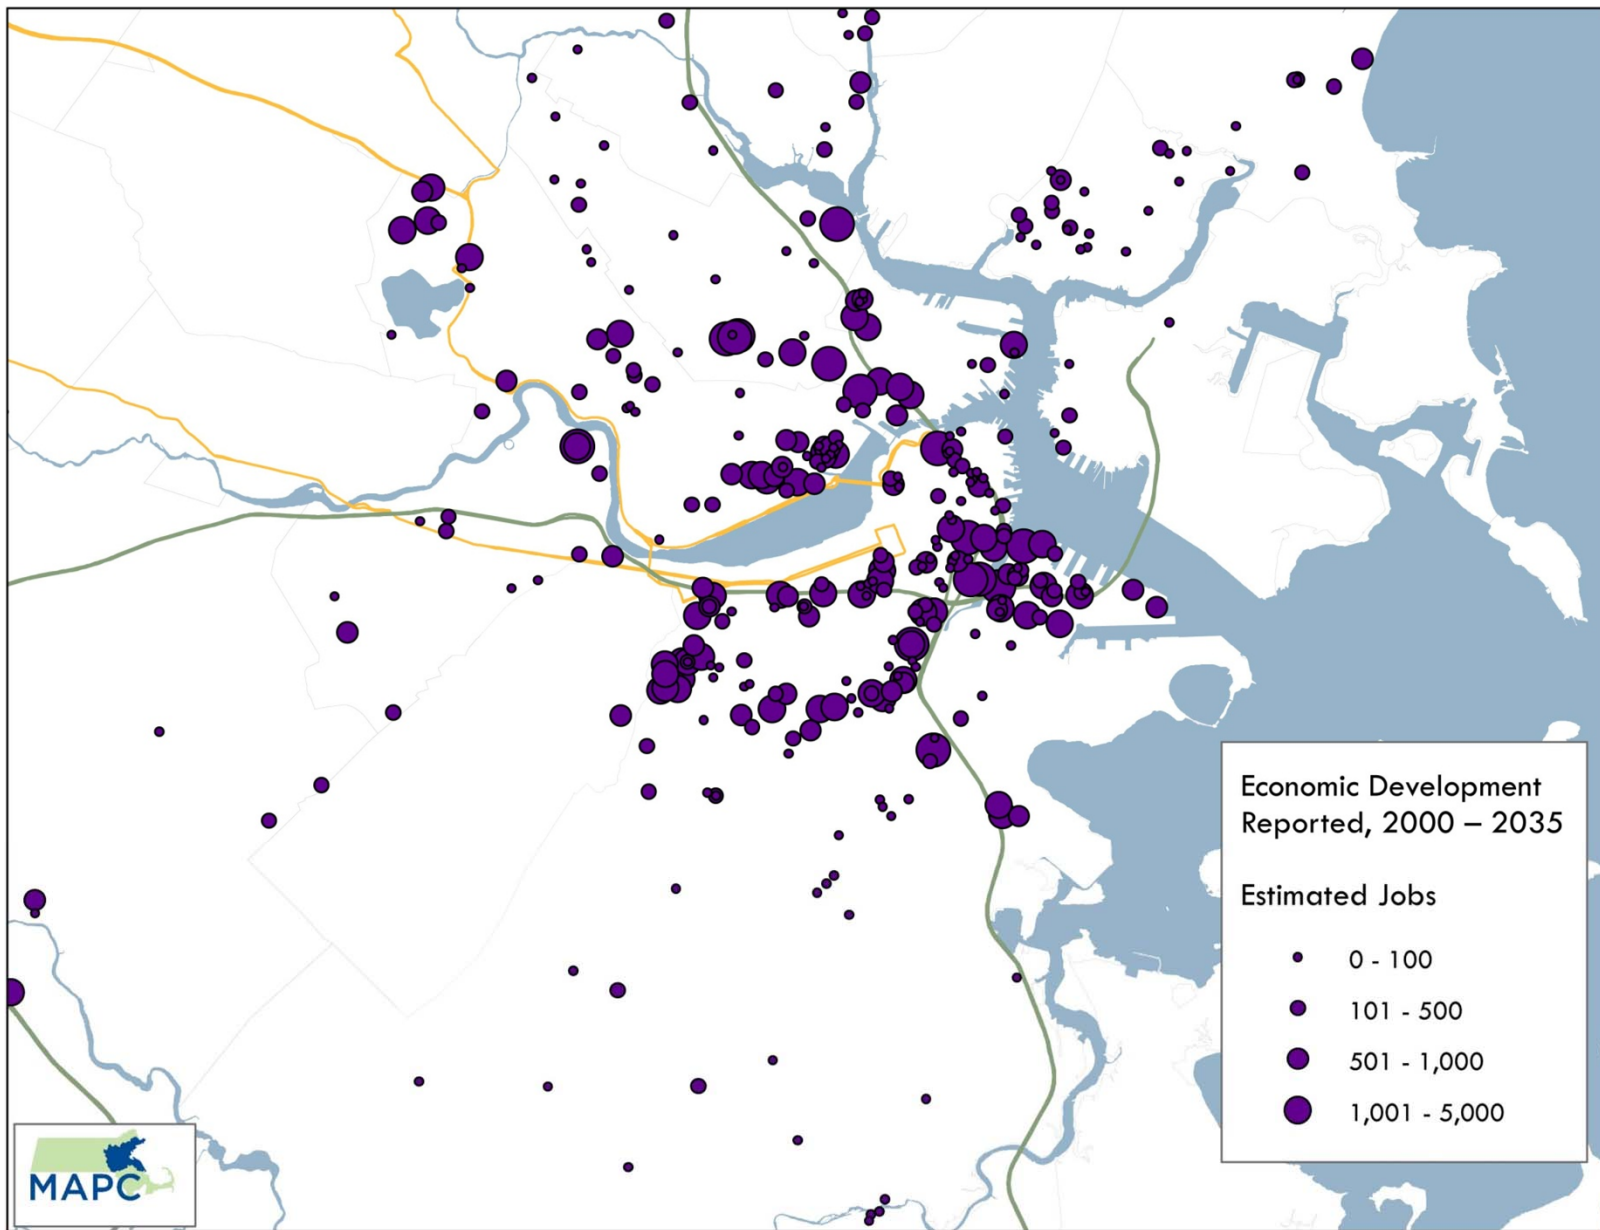 Economic Development
Reported, 2000 – 2035
Estimated Jobs
0 - 100
101 - 500
501 - 1,000
1,001 - 5,000
MAPC